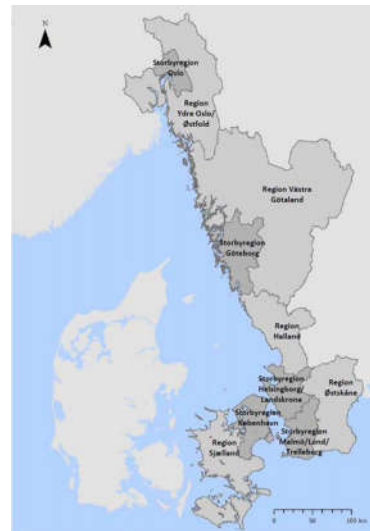 N
Storbyregion
Oslo
Region
Ydre Oslo/
Østfold
Region Västra
Götaland
Storbyregion
Göteborg
Region
Halland
Storbyregion
Helsingborg/
Landskrona
Region
Østskåne
Storbyregion
København
Region
Sjælland
Storbyregion
Malmö/Lund/
Trelleborg
0 50 100 km